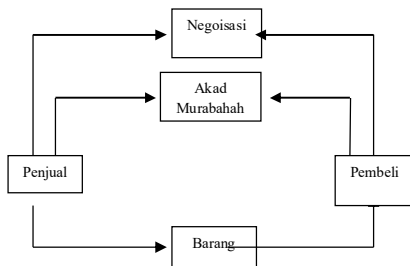 Negoisasi
Akad
Murabahah
Penjual
Pembeli
Barang